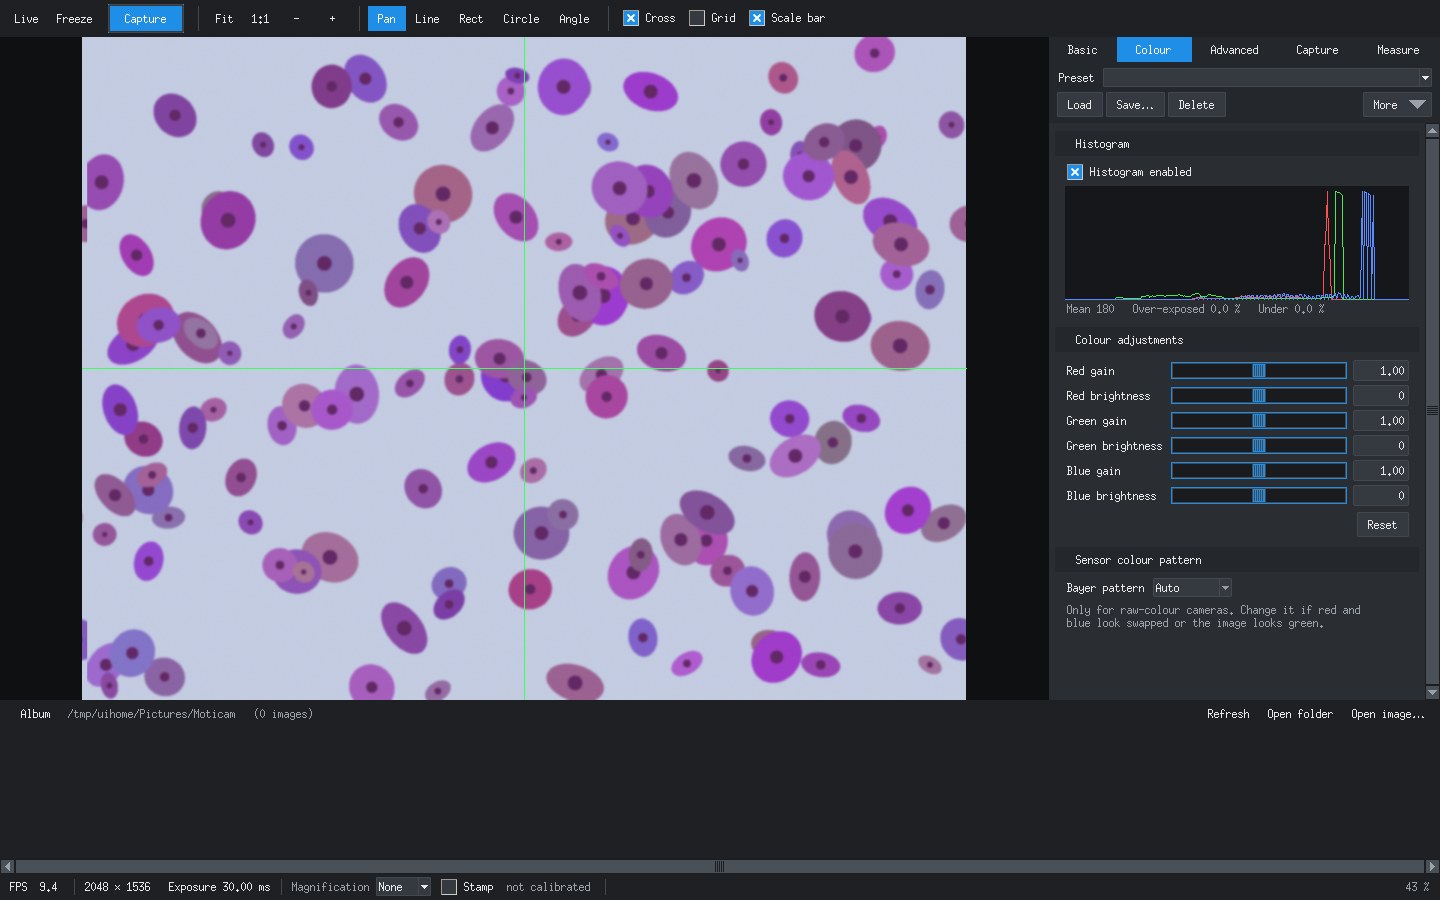 Live Freeze Capture Fit 1:1 - + Pan Line Rect Circle Angle Cross Grid Scale bar
Basic Colour Advanced Capture Measure
Preset
Load Save... Delete More
Histogram
Histogram enabled
Mean 180 Over-exposed 0.0 % Under 0.0 %
Colour adjustments
Red gain 1.00
Red brightness 0
Green gain 1.00
Green brightness 0
Blue gain 1.00
Blue brightness 0
Reset
Sensor colour pattern
Bayer pattern Auto
Only for raw-colour cameras. Change it if red and
blue look swapped or the image looks green.
Album /tmp/uihome/Pictures/Moticam (0 images) Refresh Open folder Open image...
FPS 9.4 2048 × 1536 Exposure 30.00 ms Magnification None Stamp not calibrated 43 %